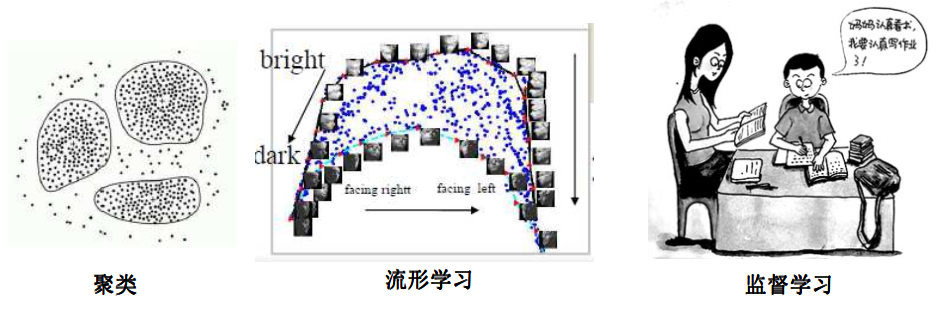 bright
dark
facing rightt
facing left
妈妈认真看书,
我要认真写作业
了!
聚类
流形学习
监督学习